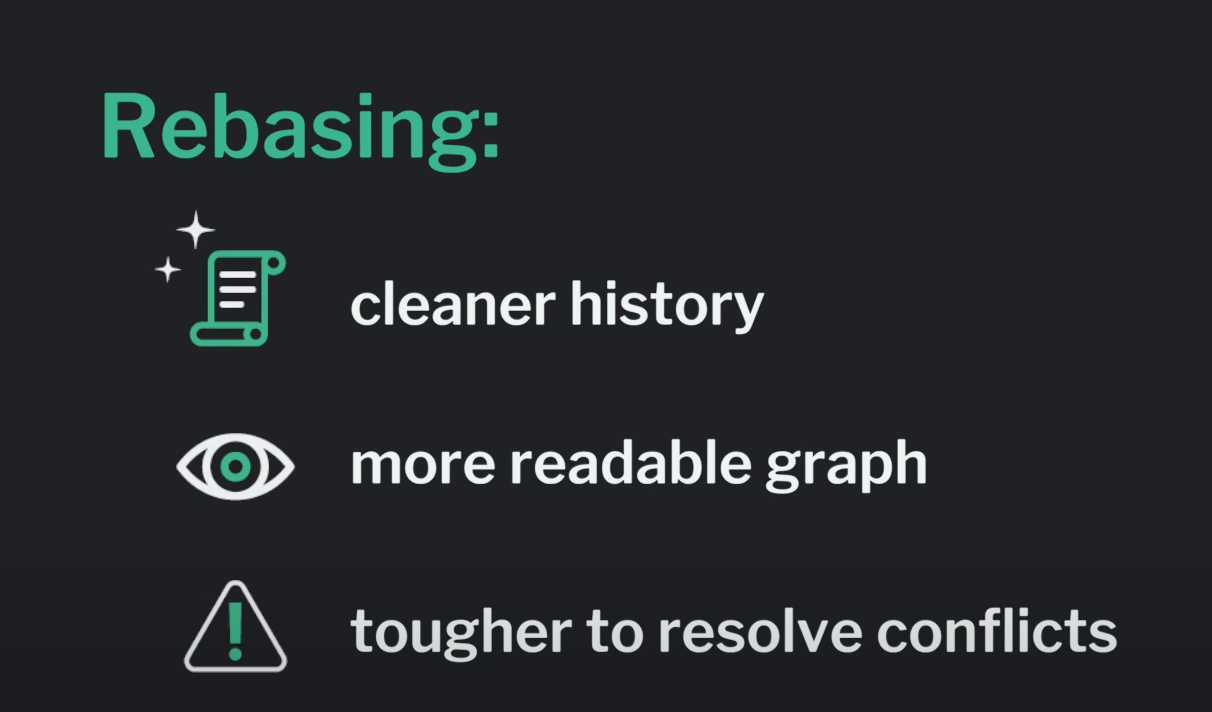 Rebasing:
cleaner history
more readable graph
tougher to resolve conflicts